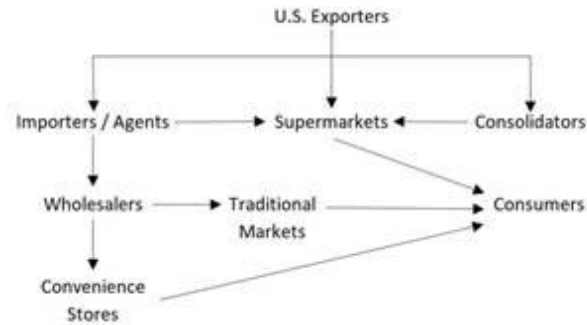 U.S. Exporters
Importers / Agents
Supermarkets
Consolidators
Wholesalers
Traditional
Markets
Consumers
Convenience
Stores